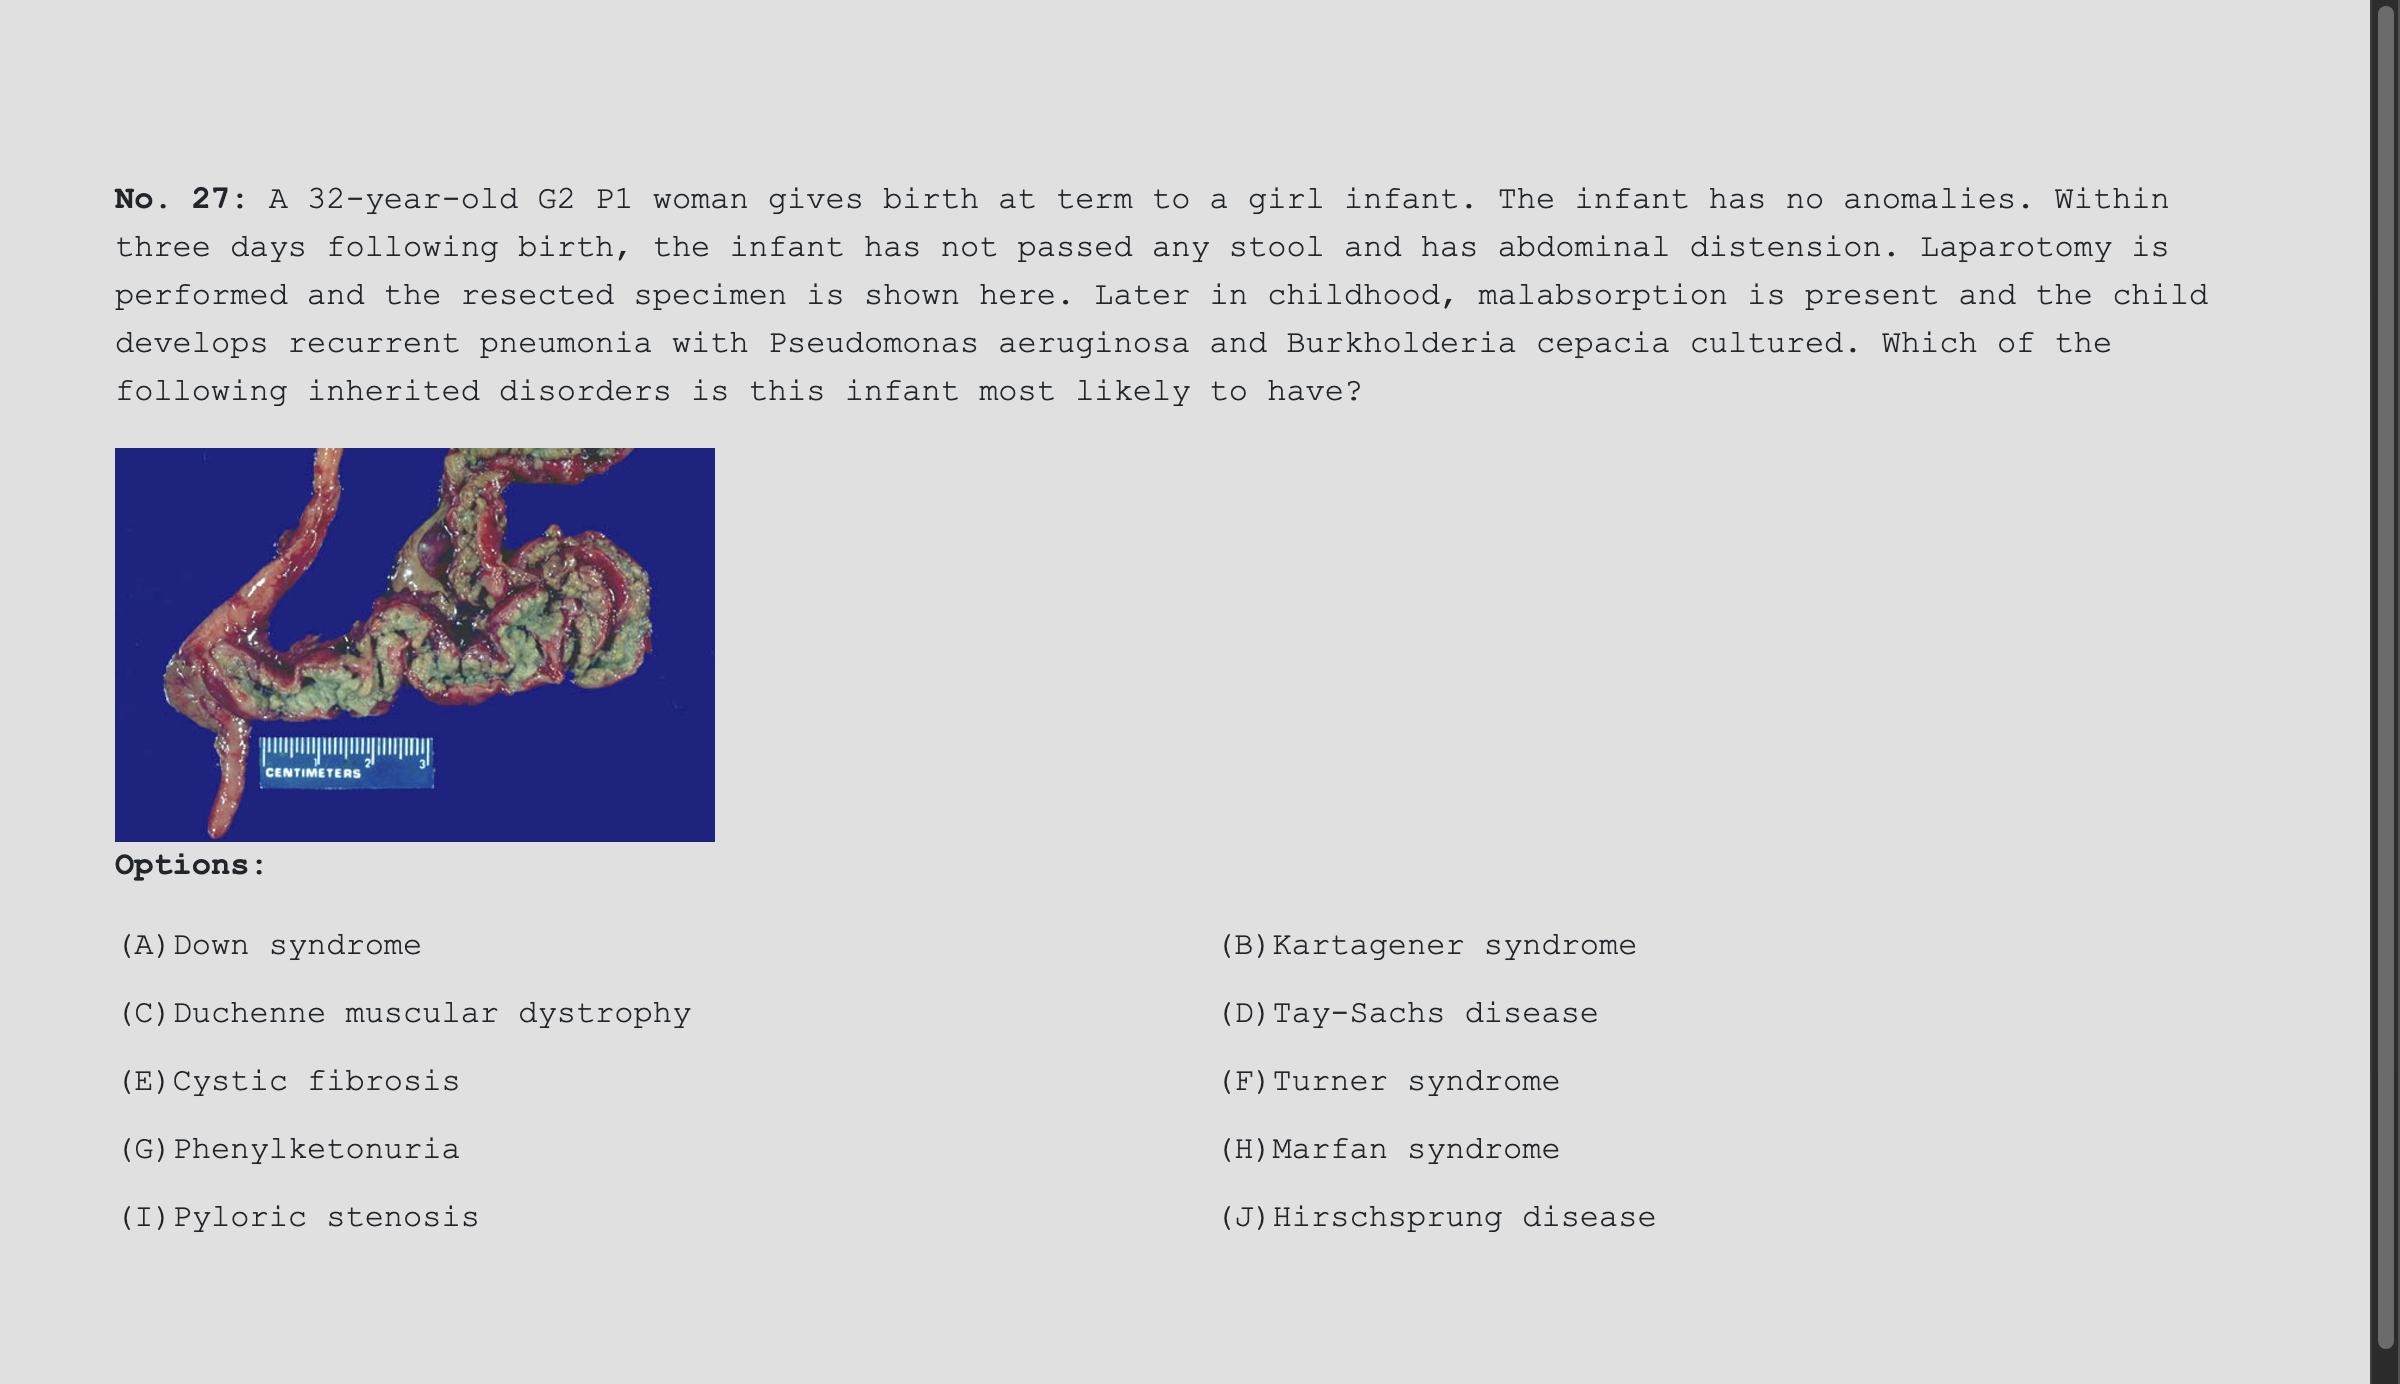 No. 27: A 32-year-old G2 P1 woman gives birth at term to a girl infant. The infant has no anomalies. Within
three days following birth, the infant has not passed any stool and has abdominal distension. Laparotomy is
performed and the resected specimen is shown here. Later in childhood, malabsorption is present and the child
develops recurrent pneumonia with Pseudomonas aeruginosa and Burkholderia cepacia cultured. Which of the
following inherited disorders is this infant most likely to have?
1 2 3
CENTIMETERS
Options:
(A)Down syndrome
(B)Kartagener syndrome
(C)Duchenne muscular dystrophy
(D)Tay-Sachs disease
(E)Cystic fibrosis
(F)Turner syndrome
(G)Phenylketonuria
(H)Marfan syndrome
(I)Pyloric stenosis
(J)Hirschsprung disease